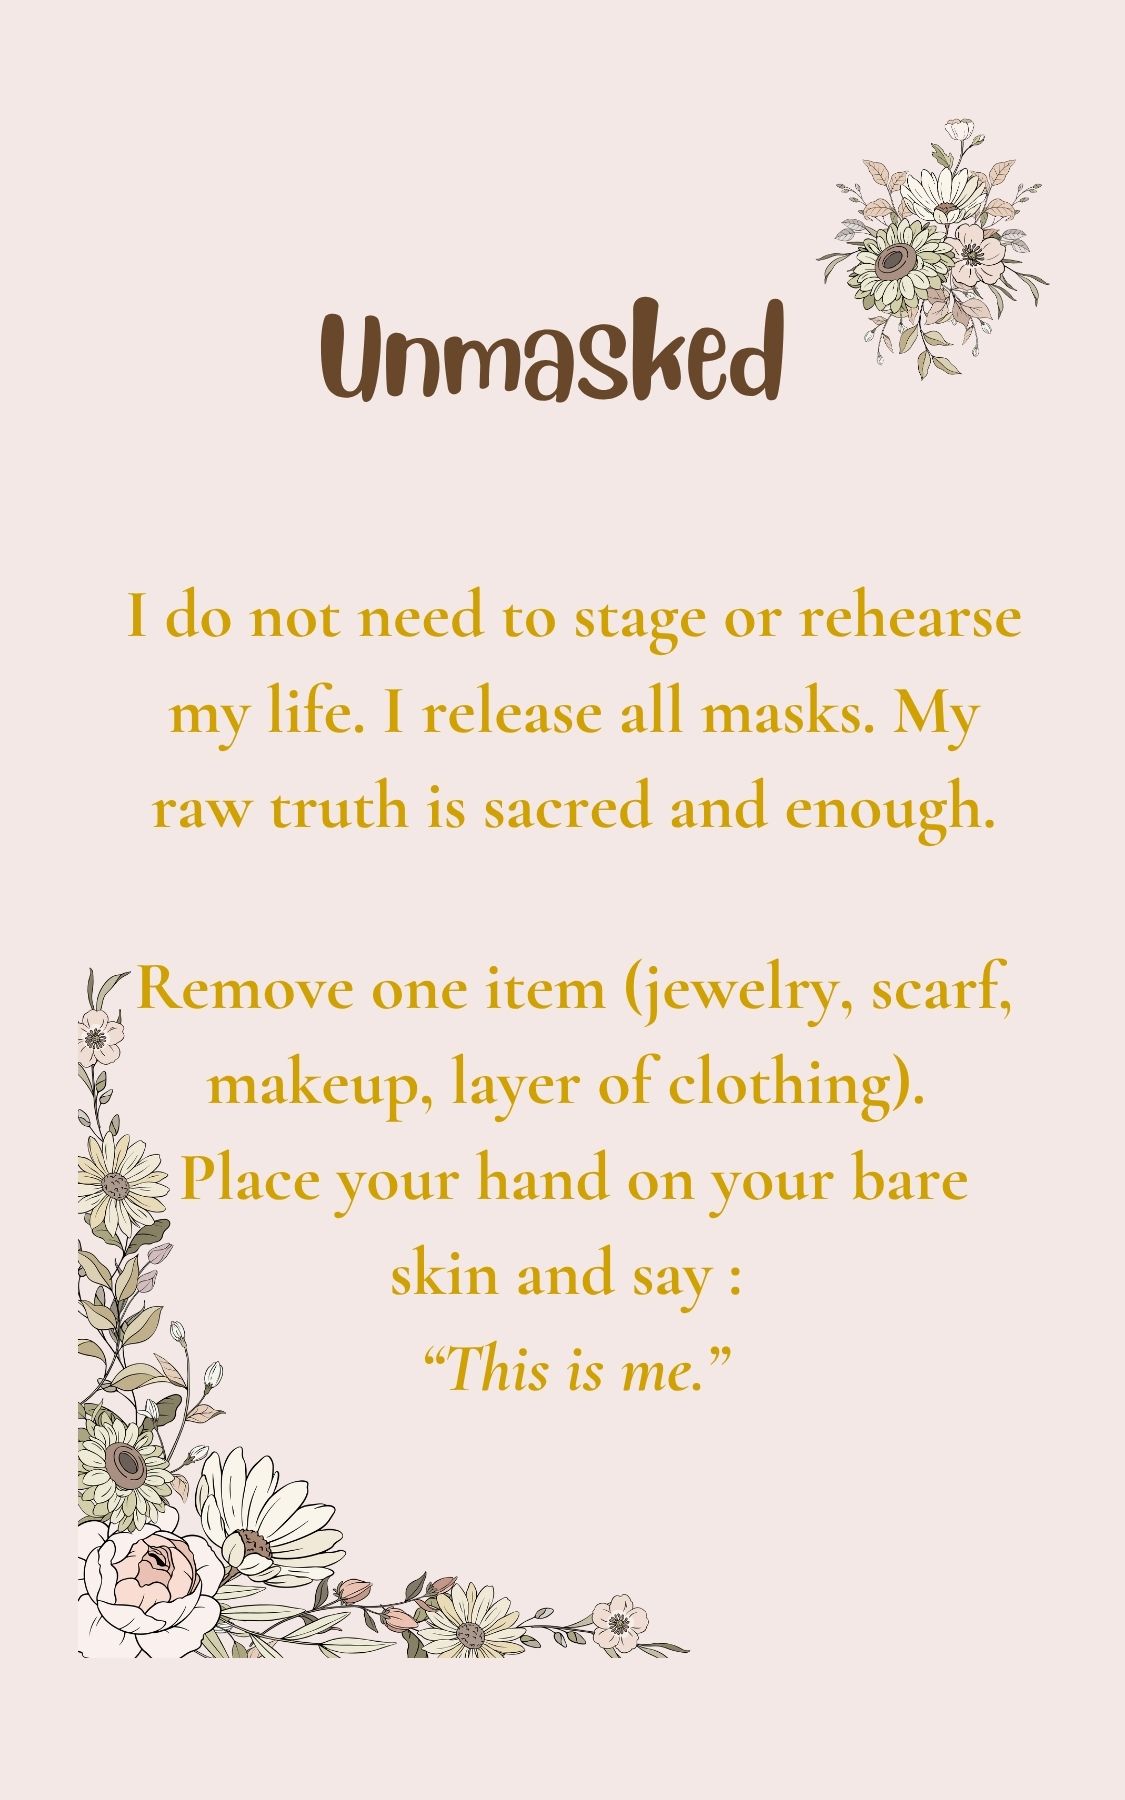 Unmasked
I do not need to stage or rehearse
my life. I release all masks. My
raw truth is sacred and enough.
Remove one item (jewelry, scarf,
makeup, layer of clothing).
Place your hand on your bare
skin and say :
“This is me.”